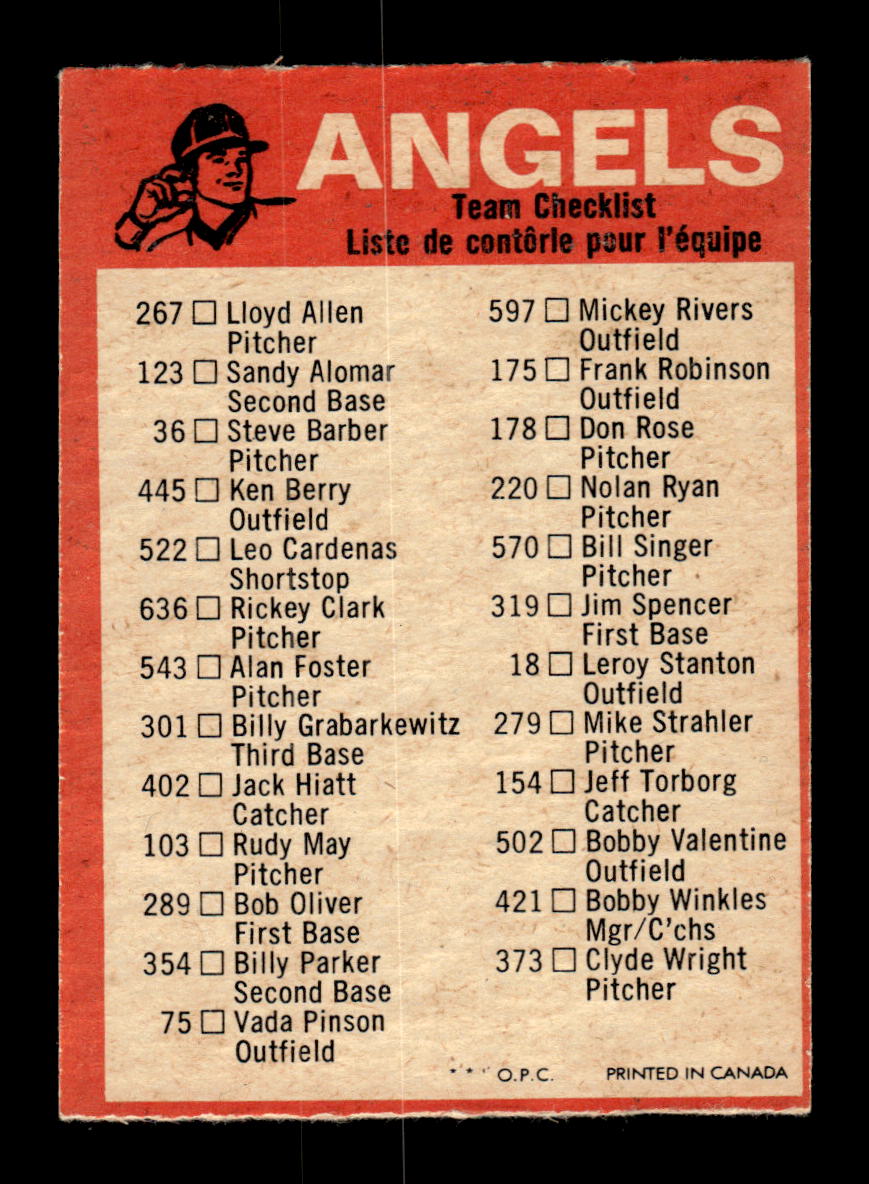 ANGELS
Team Checklist
Liste de contôrle pour l'équipe
267 □ Lloyd Allen
Pitcher
123 □ Sandy Alomar
Second Base
36 □ Steve Barber
Pitcher
445 □ Ken Berry
Outfield
522 □ Leo Cardenas
Shortstop
636 □ Rickey Clark
Pitcher
543 □ Alan Foster
Pitcher
301 □ Billy Grabarkewitz
Third Base
402 □ Jack Hiatt
Catcher
103 □ Rudy May
Pitcher
289 □ Bob Oliver
First Base
354 □ Billy Parker
Second Base
75 □ Vada Pinson
Outfield
597 □ Mickey Rivers
Outfield
175 □ Frank Robinson
Outfield
178 □ Don Rose
Pitcher
220 □ Nolan Ryan
Pitcher
570 □ Bill Singer
Pitcher
319 □ Jim Spencer
First Base
18 □ Leroy Stanton
Outfield
279 □ Mike Strahler
Pitcher
154 □ Jeff Torborg
Catcher
502 □ Bobby Valentine
Outfield
421 □ Bobby Winkles
Mgr/C'chs
373 □ Clyde Wright
Pitcher
* * * O.P.C. PRINTED IN CANADA